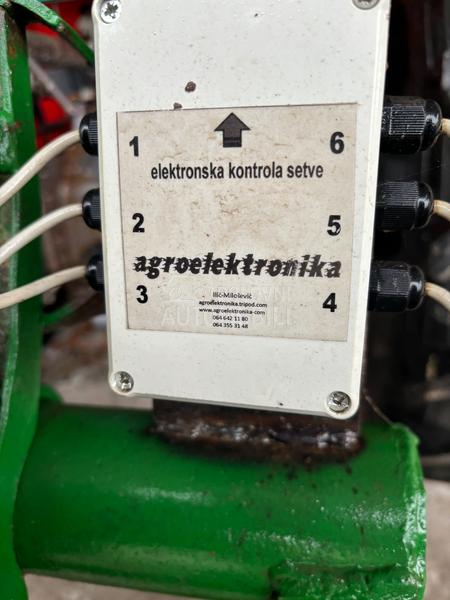 1 6
elektronska kontrola setve
2 5
agroelektronika
3 4
Ilić-Milošević
agroelektronika.tripod.com
www.agroelektronika-com
064 642 11 80
064 355 31 48